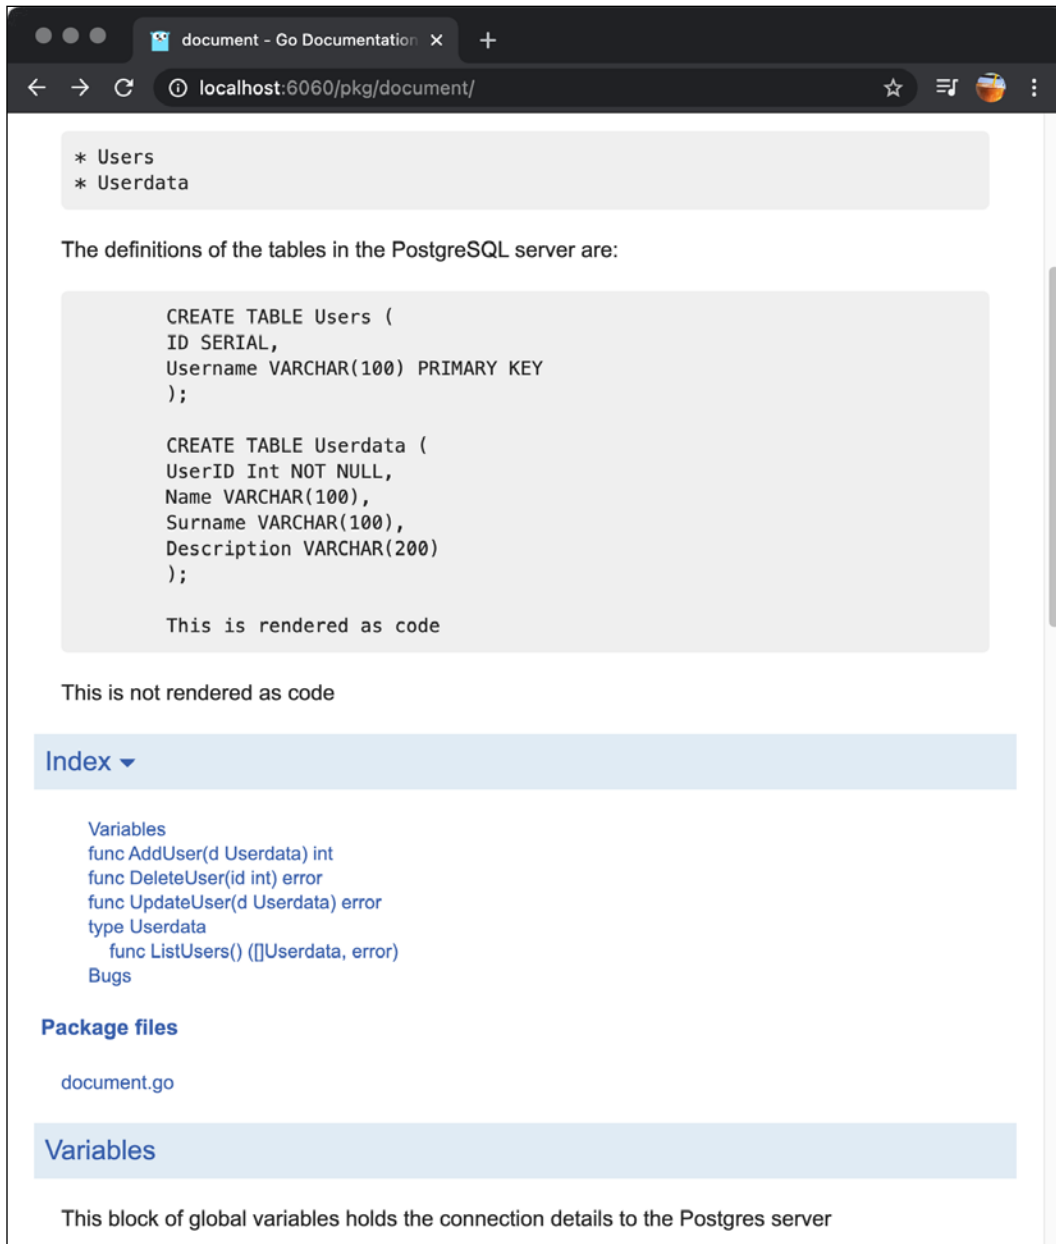 document - Go Documentation
localhost:6060/pkg/document/
* Users
* Userdata
The definitions of the tables in the PostgreSQL server are:
CREATE TABLE Users (
ID SERIAL,
Username VARCHAR(100) PRIMARY KEY
);
CREATE TABLE Userdata (
UserID Int NOT NULL,
Name VARCHAR(100),
Surname VARCHAR(100),
Description VARCHAR(200)
);
This is rendered as code
This is not rendered as code
Index
Variables
func AddUser(d Userdata) int
func DeleteUser(id int) error
func UpdateUser(d Userdata) error
type Userdata
func ListUsers() ([]Userdata, error)
Bugs
Package files
document.go
Variables
This block of global variables holds the connection details to the Postgres server